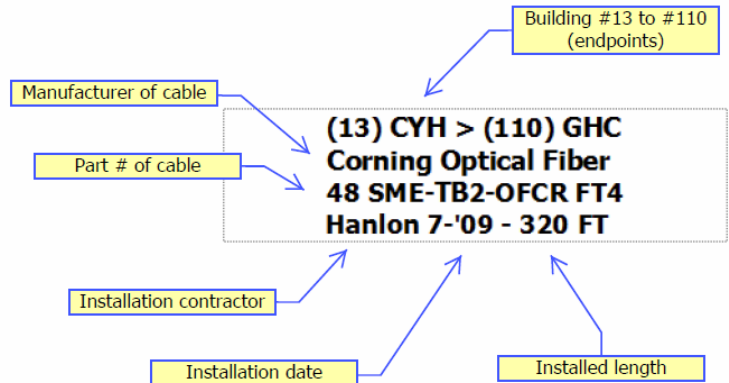 Building #13 to #110
(endpoints)
Manufacturer of cable
(13) CYH > (110) GHC
Corning Optical Fiber
Part # of cable
48 SME-TB2-OFCR FT4
Hanlon 7-'09 - 320 FT
Installation contractor
Installation date
Installed length